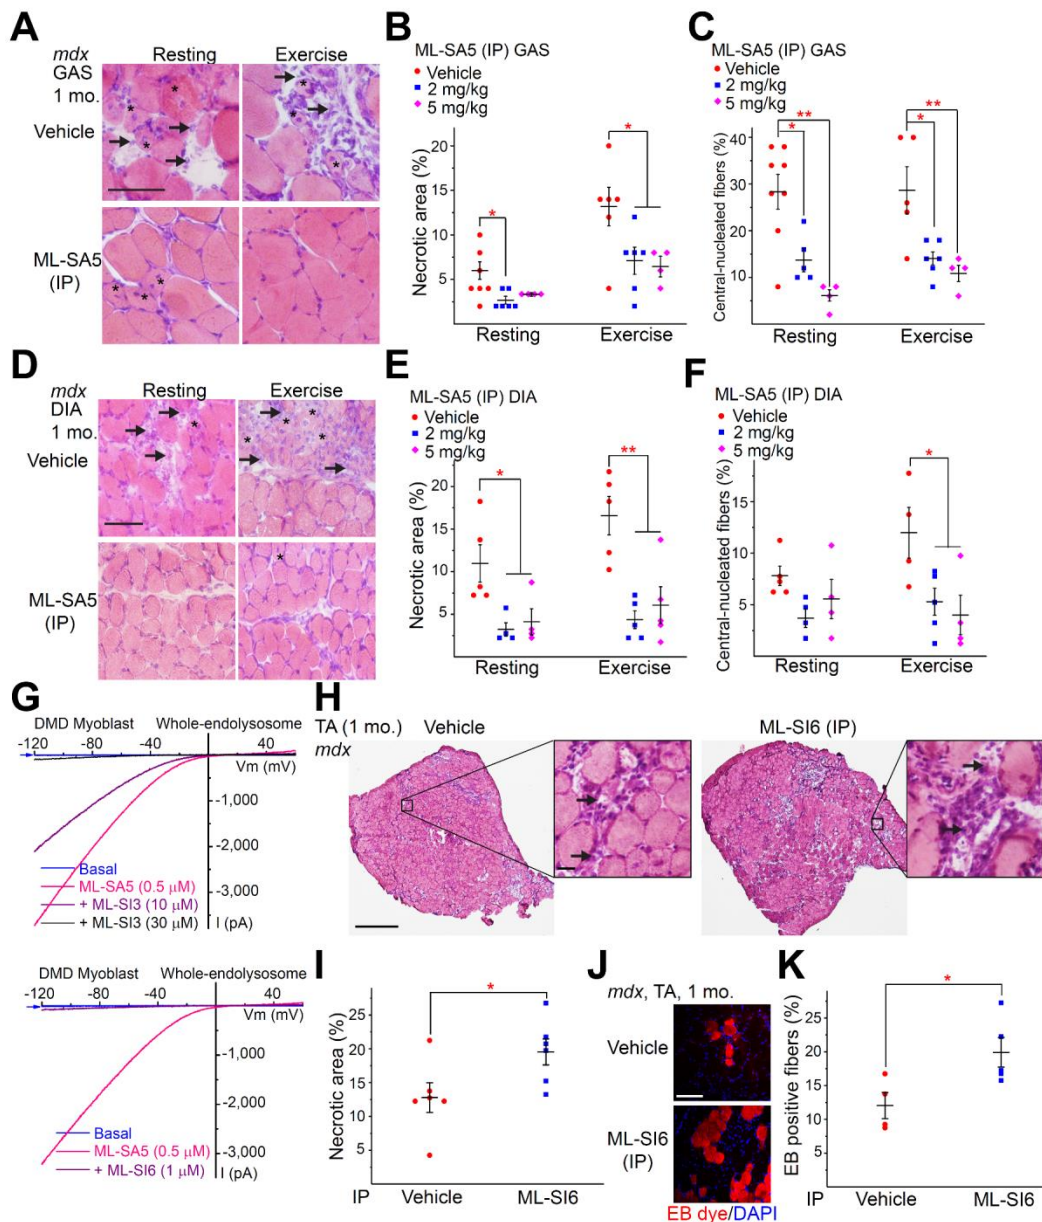 A
mdx
GAS
1 mo.
Resting
Exercise
Vehicle
ML-SA5
(IP)
B
ML-SA5 (IP) GAS
Vehicle
2 mg/kg
5 mg/kg
Necrotic area (%)
20
15
10
5
*
*
Resting
Exercise
C
ML-SA5 (IP) GAS
Vehicle
2 mg/kg
5 mg/kg
Central-nucleated fibers (%)
40
30
20
10
**
*
**
*
Resting
Exercise
D
mdx
DIA
1 mo.
Resting
Exercise
Vehicle
ML-SA5
(IP)
E
ML-SA5 (IP) DIA
Vehicle
2 mg/kg
5 mg/kg
Necrotic area (%)
20
15
10
5
*
**
Resting
Exercise
F
ML-SA5 (IP) DIA
Vehicle
2 mg/kg
5 mg/kg
Central-nucleated fibers (%)
15
10
5
*
Resting
Exercise
G
DMD Myoblast
Whole-endolysosome
-120
-80
-40
40
Vm (mV)
-1,000
-2,000
-3,000
I (pA)
Basal
ML-SA5 (0.5 μM)
+ ML-SI3 (10 μM)
+ ML-SI3 (30 μM)
DMD Myoblast
Whole-endolysosome
-120
-80
-40
40
Vm (mV)
-1,000
-2,000
-3,000
I (pA)
Basal
ML-SA5 (0.5 μM)
+ ML-SI6 (1 μM)
H
TA (1 mo.)
mdx
Vehicle
ML-SI6 (IP)
I
Necrotic area (%)
25
20
15
10
5
0
*
IP
Vehicle
ML-SI6
J
mdx, TA, 1 mo.
Vehicle
ML-SI6
(IP)
EB dye/DAPI
K
EB positive fibers (%)
30
25
20
15
10
5
0
*
IP
Vehicle
ML-SI6